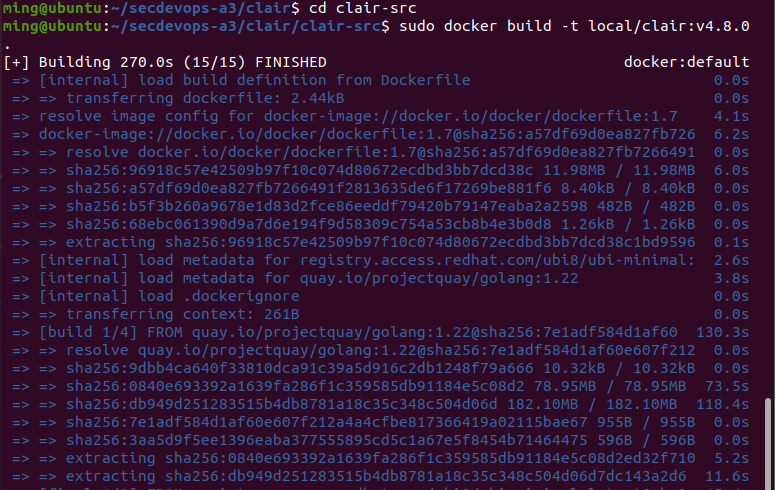 ming@ubuntu:~/secdevops-a3/clair$ cd clair-src
ming@ubuntu:~/secdevops-a3/clair/clair-src$ sudo docker build -t local/clair:v4.8.0
.
[+] Building 270.0s (15/15) FINISHED docker:default
=> [internal] load build definition from Dockerfile 0.0s
=> => transferring dockerfile: 2.44kB 0.0s
=> resolve image config for docker-image://docker.io/docker/dockerfile:1.7 4.1s
=> docker-image://docker.io/docker/dockerfile:1.7@sha256:a57df69d0ea827fb726 6.2s
=> => resolve docker.io/docker/dockerfile:1.7@sha256:a57df69d0ea827fb7266491 0.0s
=> => sha256:96918c57e42509b97f10c074d80672ecdbd3bb7dcd38c 11.98MB / 11.98MB 6.0s
=> => sha256:a57df69d0ea827fb7266491f2813635de6f17269be881f6 8.40kB / 8.40kB 0.0s
=> => sha256:b5f3b260a9678e1d83d2fce86eeddf79420b79147eaba2a2598 482B / 482B 0.0s
=> => sha256:68ebc061390d9a7d6e194f9d58309c754a53cb8b4e3b0d8 1.26kB / 1.26kB 0.0s
=> => extracting sha256:96918c57e42509b97f10c074d80672ecdbd3bb7dcd38c1bd9596 0.1s
=> [internal] load metadata for registry.access.redhat.com/ubi8/ubi-minimal: 2.6s
=> [internal] load metadata for quay.io/projectquay/golang:1.22 3.8s
=> [internal] load .dockerignore 0.0s
=> => transferring context: 261B 0.0s
=> [build 1/4] FROM quay.io/projectquay/golang:1.22@sha256:7e1adf584d1af60 130.3s
=> => resolve quay.io/projectquay/golang:1.22@sha256:7e1adf584d1af60e607f212 0.0s
=> => sha256:9dbb4ca640f33810dca91c39a5d916c2db1248f79a666 10.32kB / 10.32kB 0.0s
=> => sha256:0840e693392a1639fa286f1c359585db91184e5c08d2 78.95MB / 78.95MB 73.5s
=> => sha256:db949d251283515b4db8781a18c35c348c504d06d 182.10MB / 182.10MB 118.4s
=> => sha256:7e1adf584d1af60e607f212a4a4cfbe817366419a02115bae67 955B / 955B 0.0s
=> => sha256:3aa5d9f5ee1396eaba377555895cd5c1a67e5f8454b71464475 596B / 596B 0.0s
=> => extracting sha256:0840e693392a1639fa286f1c359585db91184e5c08d2ed32f710 5.2s
=> => extracting sha256:db949d251283515b4db8781a18c35c348c504d06d7dc143a2d6 11.6s